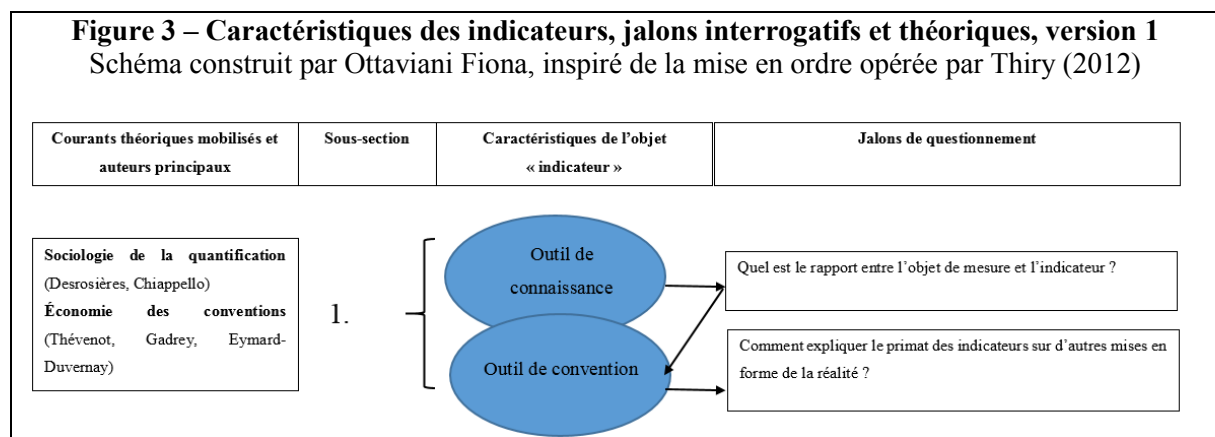 Figure 3 – Caractéristiques des indicateurs, jalons interrogatifs et théoriques, version 1
Schéma construit par Ottaviani Fiona, inspiré de la mise en ordre opérée par Thiry (2012)
Courants théoriques mobilisés et
auteurs principaux
Sous-section
Caractéristiques de l'objet
« indicateur »
Jalons de questionnement
Sociologie de la quantification
(Desrosières, Chiappello)
Économie des conventions
(Thévenot, Gadrey, Eymard-
Duvernay)
1.
Outil de
connaissance
Outil de convention
Quel est le rapport entre l'objet de mesure et l'indicateur ?
Comment expliquer le primat des indicateurs sur d'autres mises en
forme de la réalité ?